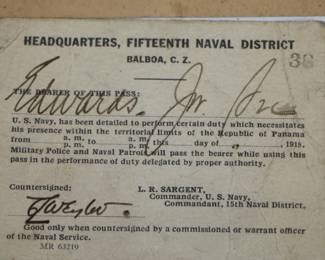 HEADQUARTERS, FIFTEENTH NAVAL DISTRICT
BALBOA, C. Z.
36
THE BEARER OF THIS PASS:
Edwards. Jr
U. S. Navy, has been detailed to perform certain duty which necessitates
his presence within the territorial limits of the Republic of Panama
from a. m. to a. m. this day of , 1918.
p. m. p. m.
Military Police and Naval Patrols will pass the bearer while using this
pass in the performance of duty delegated by proper authority.
Countersigned:
L. R. SARGENT,
Commander, U. S. Navy,
Commandant, 15th Naval District,
Good only when countersigned by a commissioned or warrant officer
of the Naval Service.
MR 63219